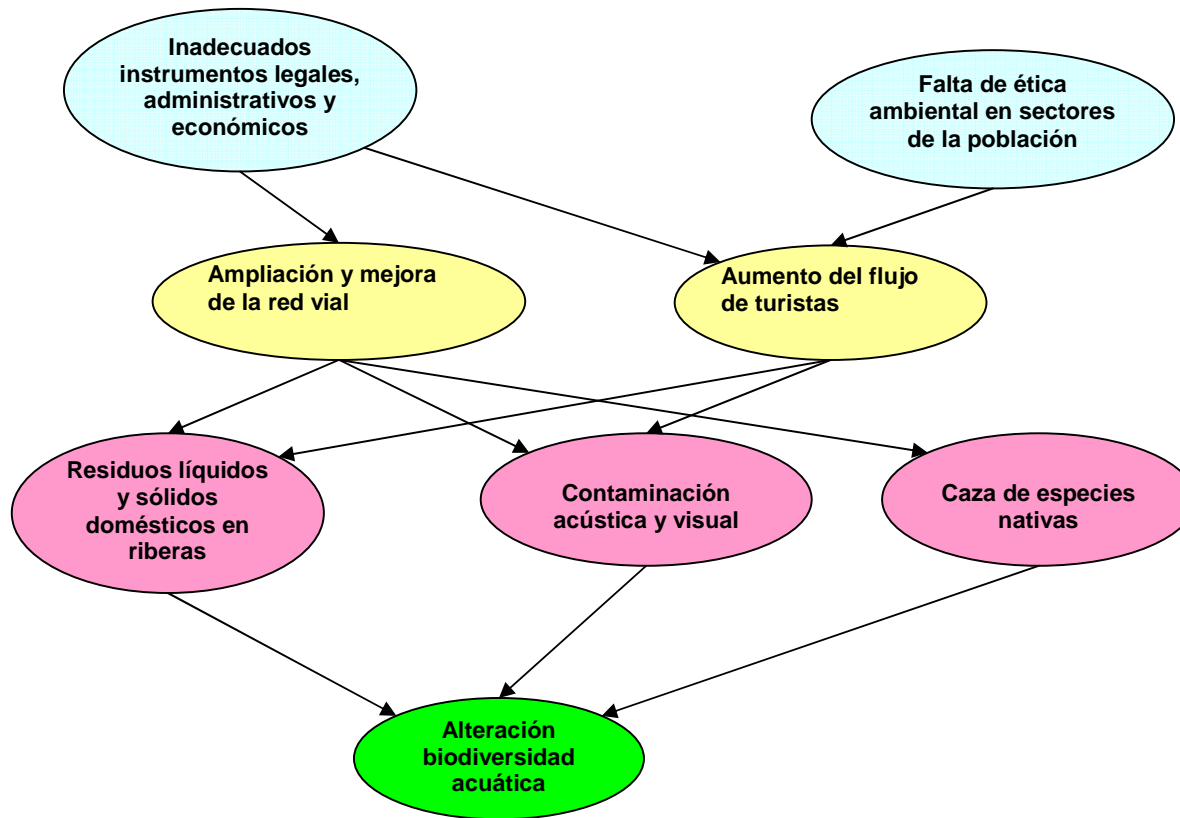 Inadecuados
instrumentos legales,
administrativos y
económicos
Falta de ética
ambiental en sectores
de la población
Ampliación y mejora
de la red vial
Aumento del flujo
de turistas
Residuos líquidos
y sólidos
domésticos en
riberas
Contaminación
acústica y visual
Caza de especies
nativas
Alteración
biodiversidad
acuática